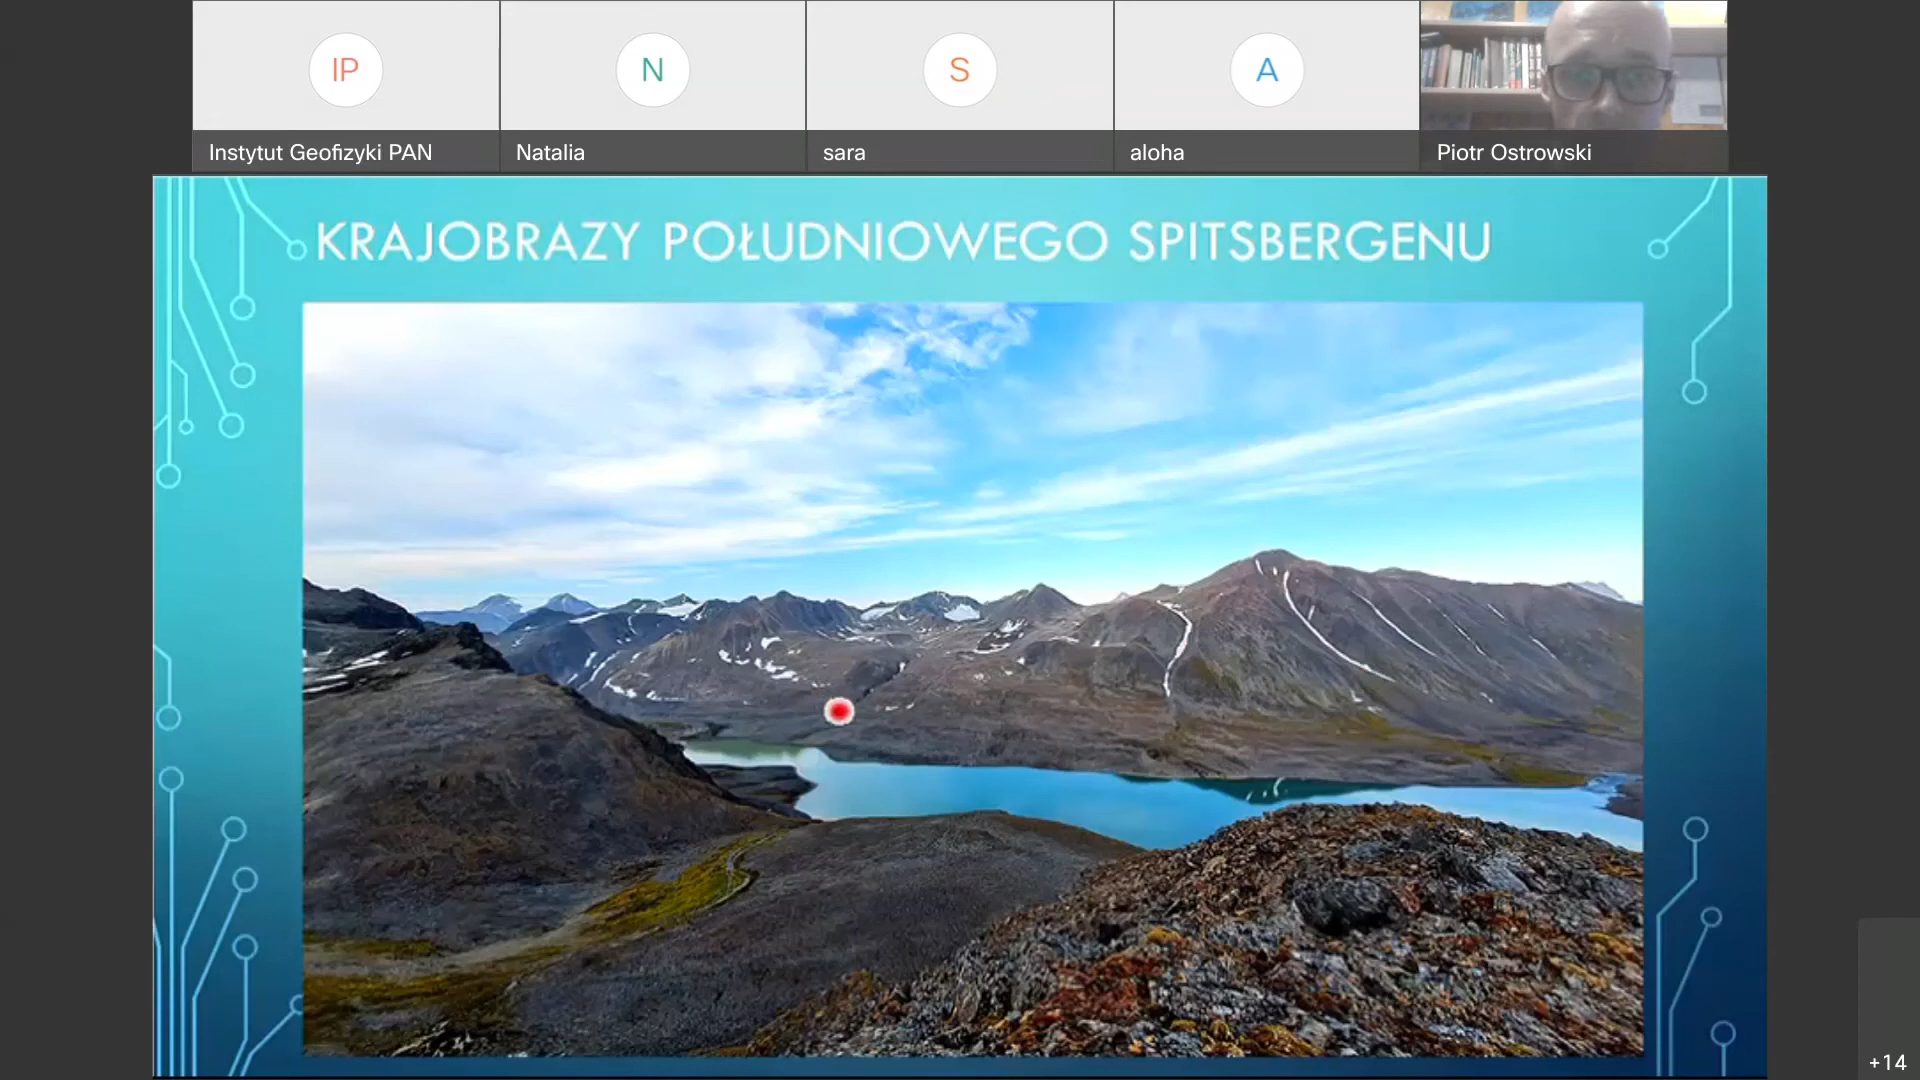 IP
N
S
A
Instytut Geofizyki PAN
Natalia
sara
aloha
Piotr Ostrowski
KRAJOBRAZY POŁUDNIOWEGO SPITSBERGENU
+14